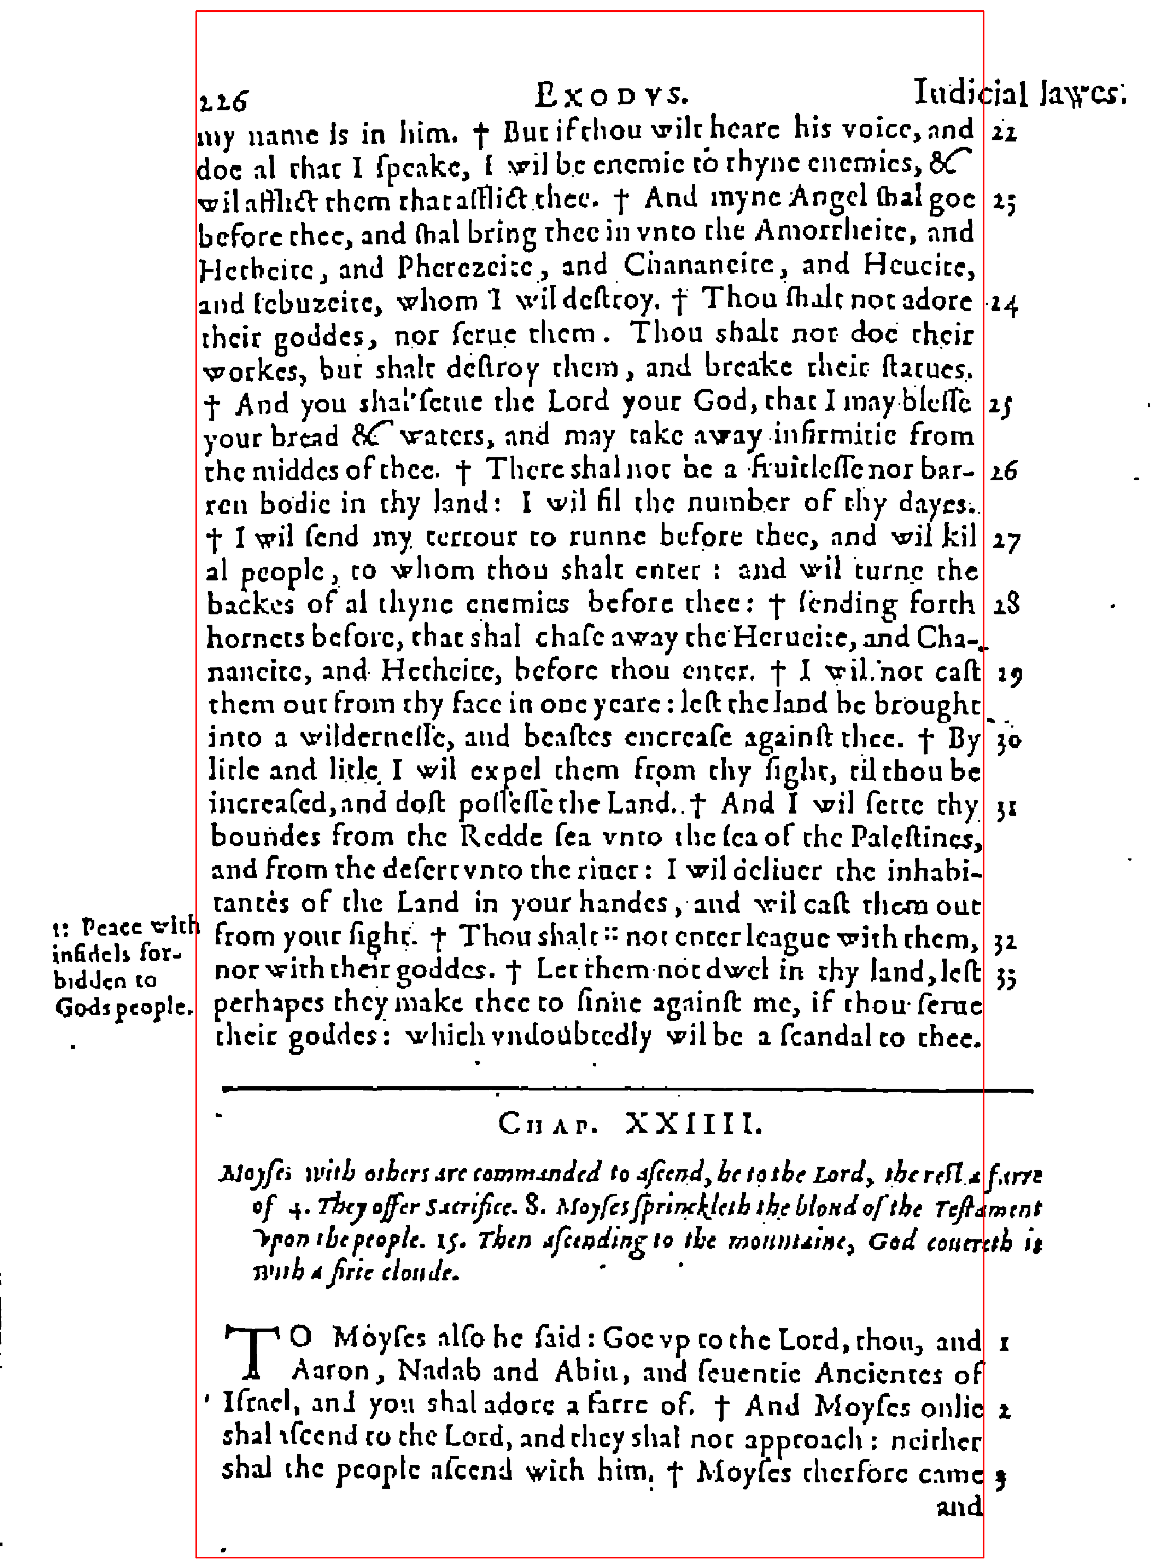 226 EXODVS. Iudicial lawes.
my name is in him. † But if thou wilt heare his voice, and 22
doe al that I ſpeake, I wil be enemie to thyne enemies, &
wil afflict them that afflict thee. † And myne Angel ſhal goe 23
before thee, and ſhal bring thee in vnto the Amorrheite, and
Hetheite, and Pherezeite, and Chananeite, and Heueite,
and Iebuzeite, whom I wil deſtroy. † Thou ſhalt not adore 24
their goddes, nor ſerue them. Thou shalt not doe their
workes, but shalt deſtroy them, and breake their ſtatues.
† And you shal ſerue the Lord your God, that I may bleſſe 25
your bread & waters, and may take away infirmitie from
the middes of thee. † There shal not be a fruitleſſe nor bar- 26
ren bodie in thy land: I wil fil the number of thy dayes.
† I wil ſend my terrour to runne before thee, and wil kil 27
al people, to whom thou shalt enter: and wil turne the
backes of al thyne enemies before thee: † ſending forth 28
hornets before, that shal chaſe away the Herueite, and Cha-
naneite, and Hetheite, before thou enter. † I wil not caſt 29
them out from thy face in one yeare: leſt the land be brought
into a wilderneſſe, and beaſtes encreaſe againſt thee. † By 30
litle and litle I wil expel them from thy ſight, til thou be
increaſed, and doſt poſſeſſe the Land. † And I wil ſette thy 31
boundes from the Redde ſea vnto the ſea of the Paleſtines,
and from the deſert vnto the riuer: I wil deliuer the inhabi-
tantes of the Land in your handes, and wil caſt them out
from your ſight. † Thou shalt :: not enter league with them, 32
nor with their goddes. † Let them not dwel in thy land, leſt 33
perhaps they make thee to ſinne againſt me, if thou ſerue
their goddes: which vndoubtedly wil be a ſcandal to thee.
:: Peace with
infidels for-
bidden to
Gods people.
CHAP. XXIIII.
Moyſes with others are commanded to aſcend, he to the Lord, the reſt a farre
of 4. They offer Sacrifice. 8. Moyſes ſprinckleth the bloud of the Teſtament
vpon the people. 15. Then aſcending to the mountaine, God couereth it
with a firie cloude.
TO Moyſes alſo he ſaid: Goe vp to the Lord, thou, and 1
Aaron, Nadab and Abiu, and ſeuentie Ancientes of
Iſrael, and you shal adore a farre of. † And Moyſes onlie 2
shal aſcend to the Lord, and they shal not approach: neither
shal the people aſcend with him. † Moyſes therfore came 3
and